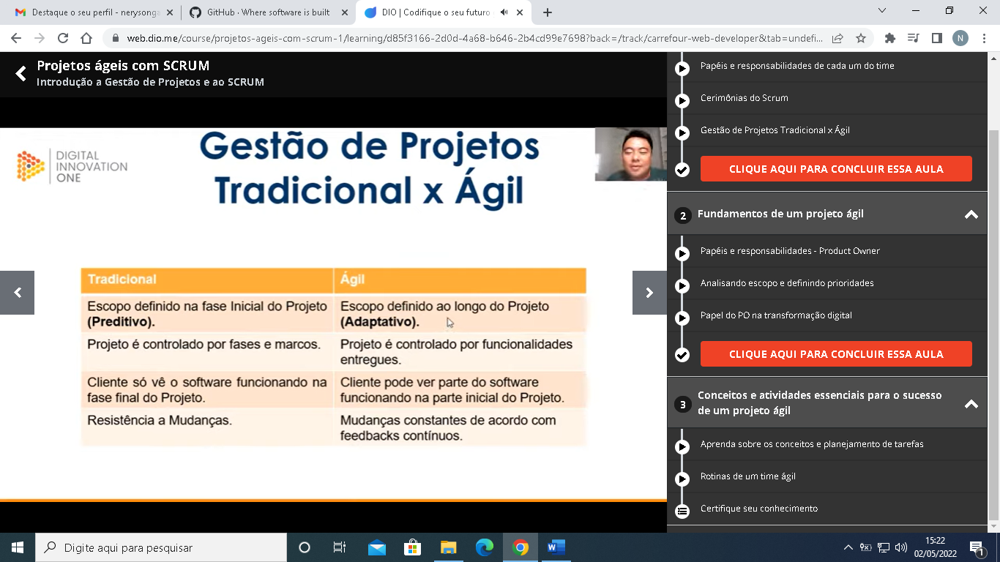 Destaque o seu perfil - nerysonga
GitHub · Where software is built
DIO | Codifique o seu futuro
web.dio.me/course/projetos-ageis-com-scrum-1/learning/d85f3166-2d0d-4a68-b646-2b4cd99e7698?back=/track/carrefour-web-developer&tab=undefi...
N
Projetos ágeis com SCRUM
Introdução a Gestão de Projetos e ao SCRUM
DIGITAL
INNOVATION
ONE
Gestão de Projetos
Tradicional x Ágil
Tradicional
Ágil
Escopo definido na fase Inicial do Projeto
(Preditivo).
Escopo definido ao longo do Projeto
(Adaptativo).
Projeto é controlado por fases e marcos.
Projeto é controlado por funcionalidades
entregues.
Cliente só vê o software funcionando na
fase final do Projeto.
Cliente pode ver parte do software
funcionando na parte inicial do Projeto.
Resistência a Mudanças.
Mudanças constantes de acordo com
feedbacks contínuos.
Papéis e responsabilidades de cada um do time
Cerimônias do Scrum
Gestão de Projetos Tradicional x Ágil
CLIQUE AQUI PARA CONCLUIR ESSA AULA
2
Fundamentos de um projeto ágil
Papéis e responsabilidades - Product Owner
Analisando escopo e definindo prioridades
Papel do PO na transformação digital
CLIQUE AQUI PARA CONCLUIR ESSA AULA
3
Conceitos e atividades essenciais para o sucesso
de um projeto ágil
Aprenda sobre os conceitos e planejamento de tarefas
Rotinas de um time ágil
Certifique seu conhecimento
Digite aqui para pesquisar
15:22
02/05/2022
1